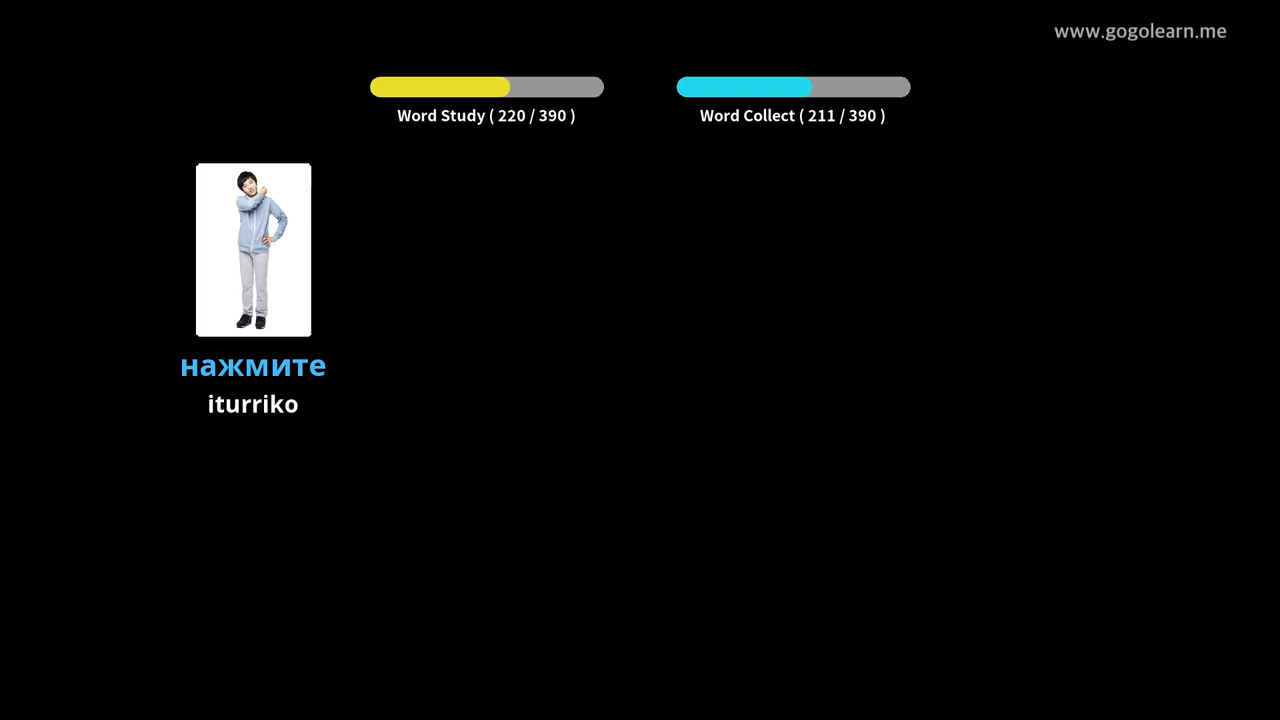 www.gogolearn.me
Word Study ( 220 / 390 )
Word Collect ( 211 / 390 )
нажмите
iturriko